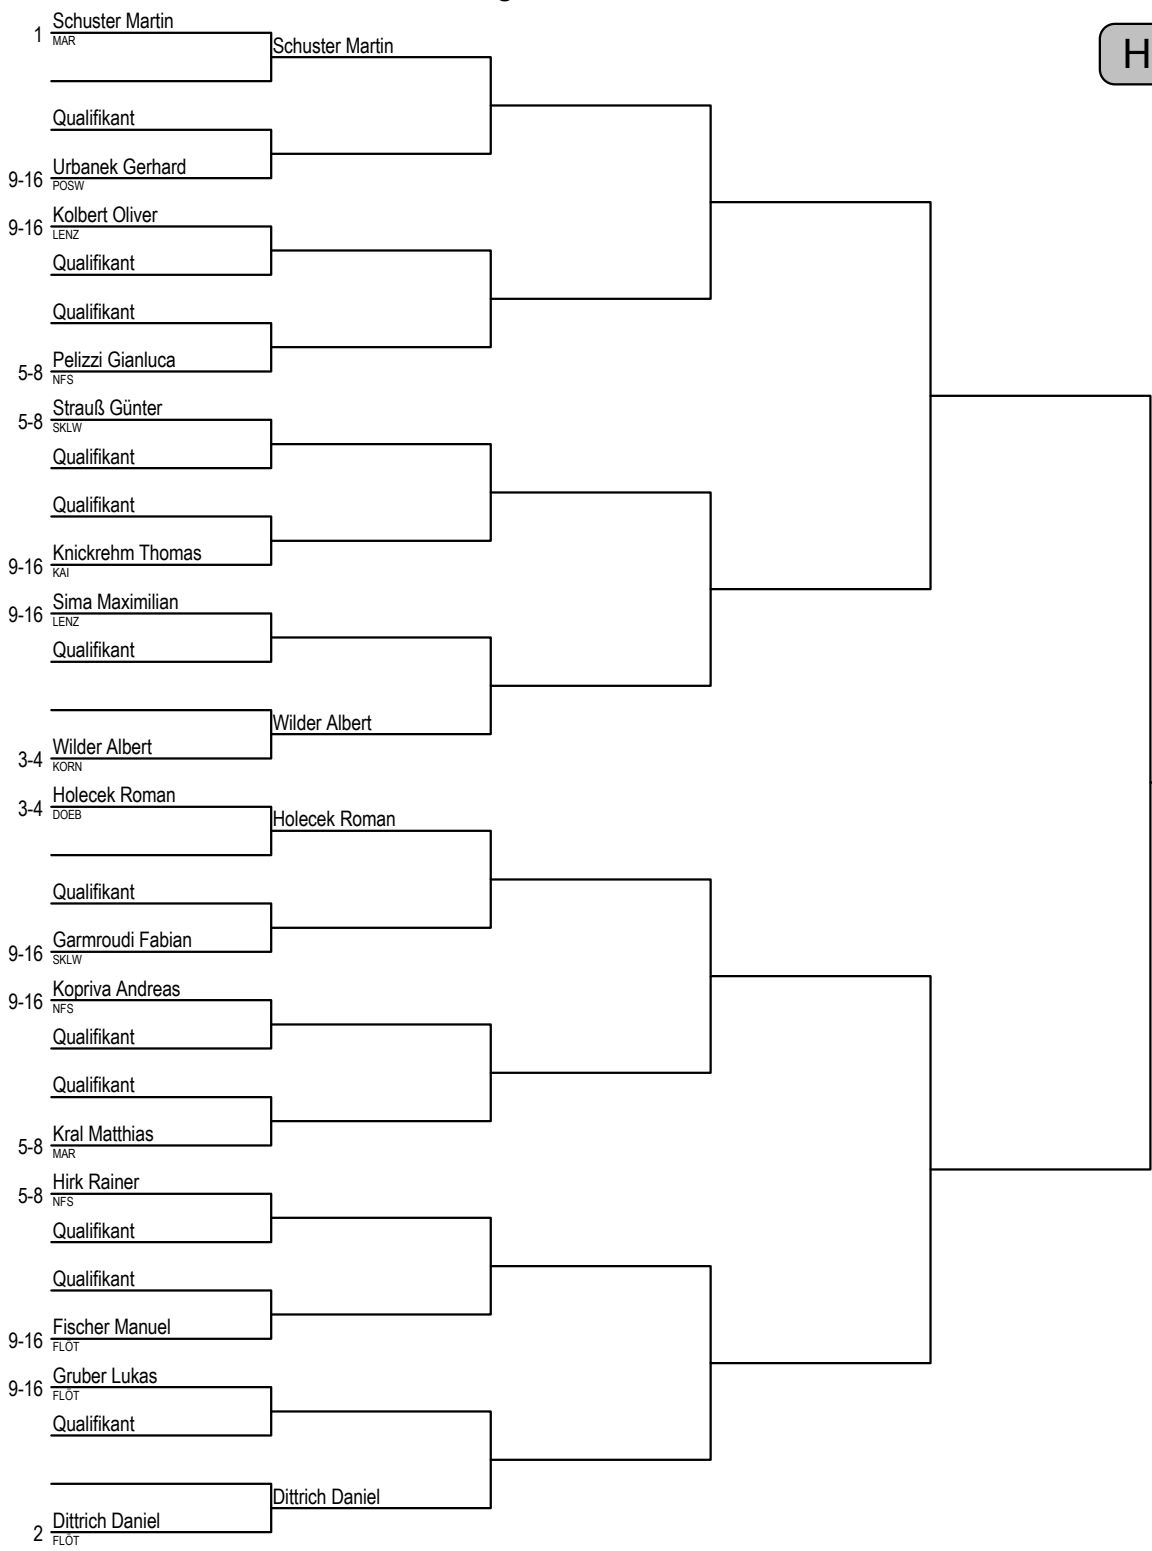 Schuster Martin
1
MAR
Schuster Martin
H
Qualifikant
Urbanek Gerhard
9-16
POSW
Kolbert Oliver
9-16
LENZ
Qualifikant
Qualifikant
Pelizzi Gianluca
5-8
NFS
Strauß Günter
5-8
SKLW
Qualifikant
Qualifikant
Knickrehm Thomas
9-16
KAI
Sima Maximilian
9-16
LENZ
Qualifikant
Wilder Albert
Wilder Albert
3-4
KORN
Holecek Roman
3-4
DOEB
Holecek Roman
Qualifikant
Garmroudi Fabian
9-16
SKLW
Kopriva Andreas
9-16
NFS
Qualifikant
Qualifikant
Kral Matthias
5-8
MAR
Hirk Rainer
5-8
NFS
Qualifikant
Qualifikant
Fischer Manuel
9-16
FLÖT
Gruber Lukas
9-16
FLÖT
Qualifikant
Dittrich Daniel
Dittrich Daniel
2
FLÖT